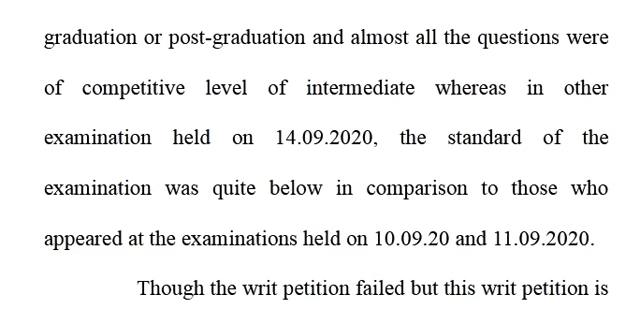 graduation or post-graduation and almost all the questions were
of competitive level of intermediate whereas in other
examination held on 14.09.2020, the standard of the
examination was quite below in comparison to those who
appeared at the examinations held on 10.09.20 and 11.09.2020.
Though the writ petition failed but this writ petition is